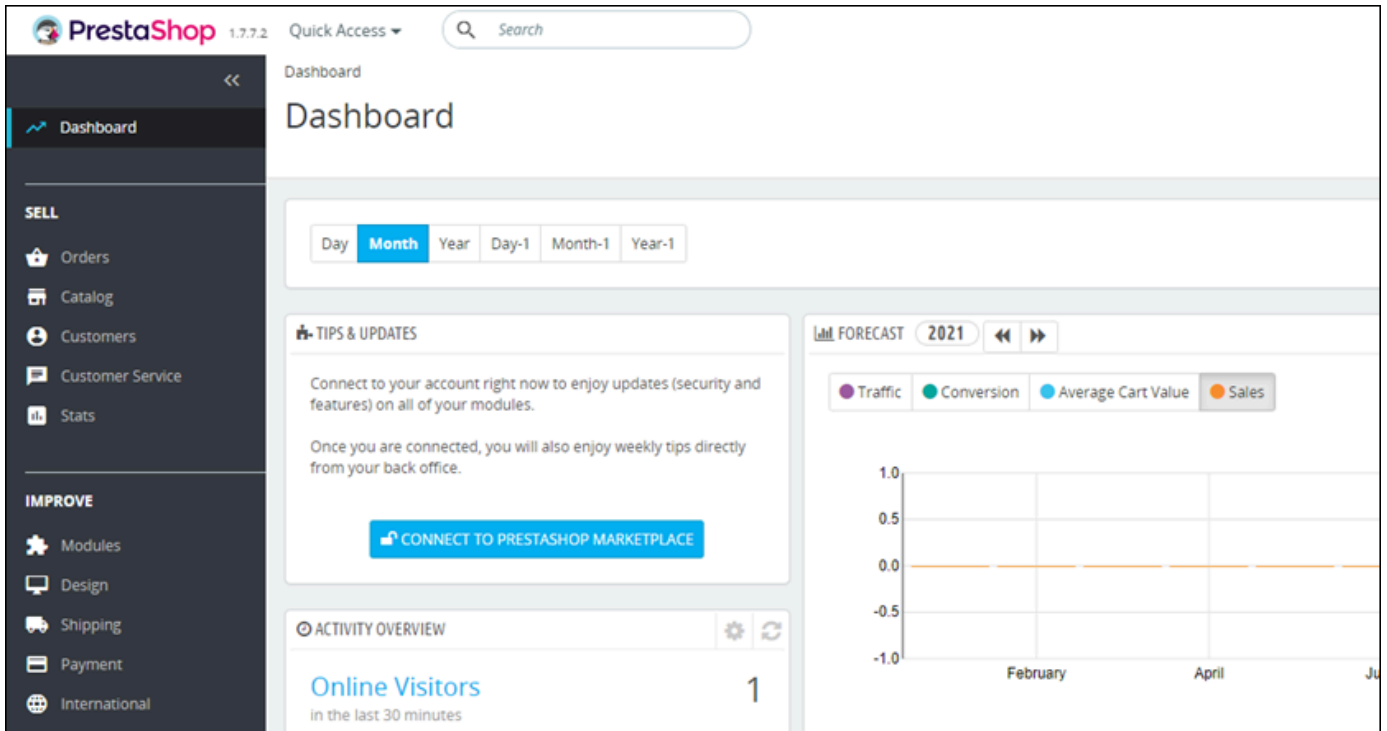 PrestaShop 1.7.7.2 Quick Access Search
Dashboard
Dashboard
Dashboard
SELL
Orders
Catalog
Customers
Customer Service
Stats
IMPROVE
Modules
Design
Shipping
Payment
International
Day Month Year Day-1 Month-1 Year-1
TIPS & UPDATES
Connect to your account right now to enjoy updates (security and
features) on all of your modules.
Once you are connected, you will also enjoy weekly tips directly
from your back office.
CONNECT TO PRESTASHOP MARKETPLACE
ACTIVITY OVERVIEW
Online Visitors 1
in the last 30 minutes
FORECAST 2021
Traffic Conversion Average Cart Value Sales
1.0
0.5
0.0
-0.5
-1.0
February April Ju